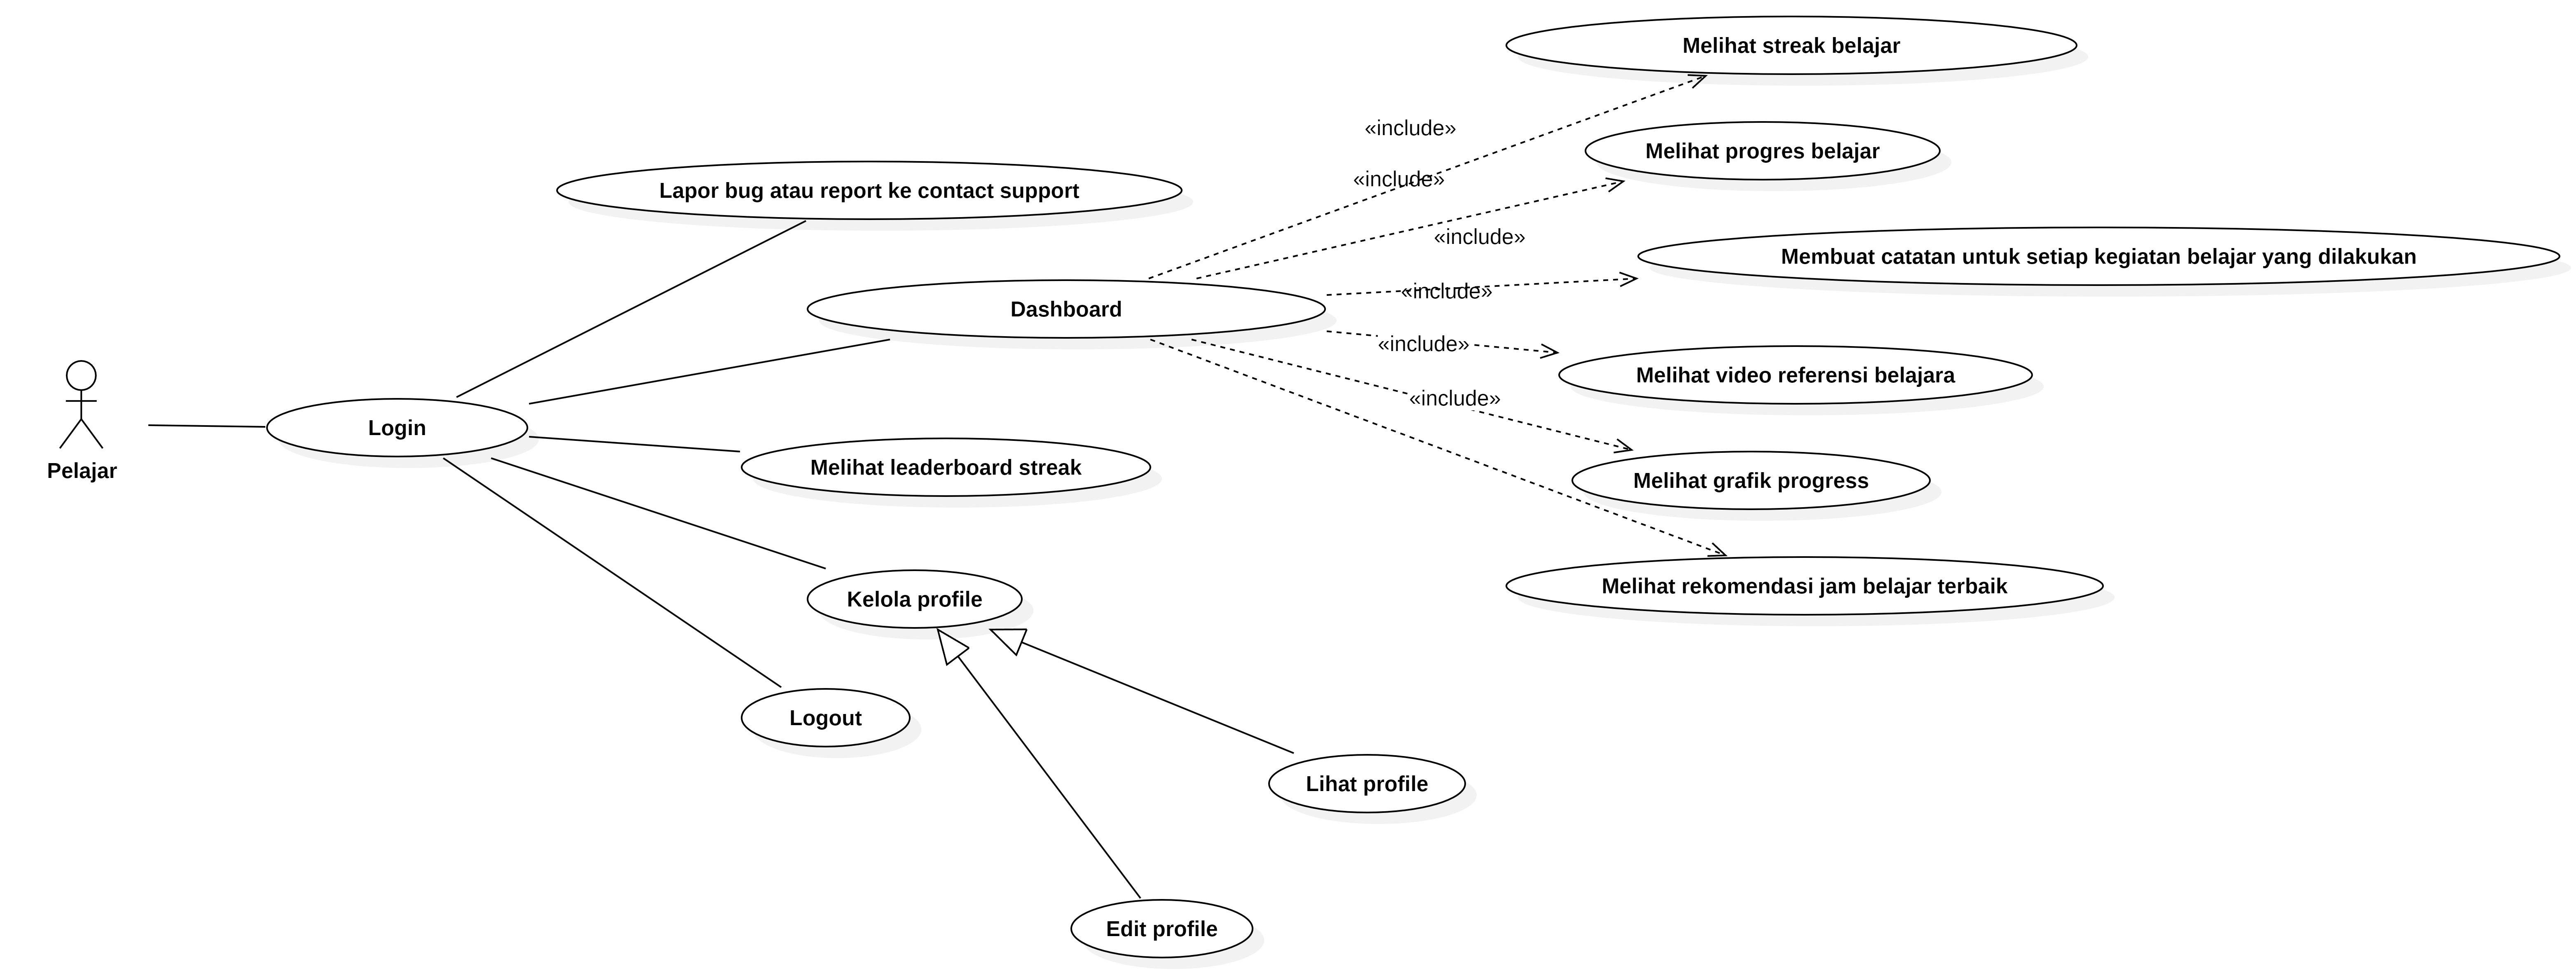 Melihat streak belajar
«include»
Melihat progres belajar
«include»
Lapor bug atau report ke contact support
«include»
Membuat catatan untuk setiap kegiatan belajar yang dilakukan
«include»
Dashboard
«include»
Melihat video referensi belajara
«include»
Login
Melihat leaderboard streak
Pelajar
Melihat grafik progress
Melihat rekomendasi jam belajar terbaik
Kelola profile
Logout
Lihat profile
Edit profile